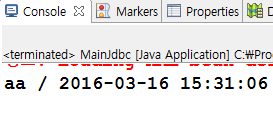 Console Markers Properties
<terminated> MainJdbc [Java Application] C:₩Pro
aa / 2016-03-16 15:31:06